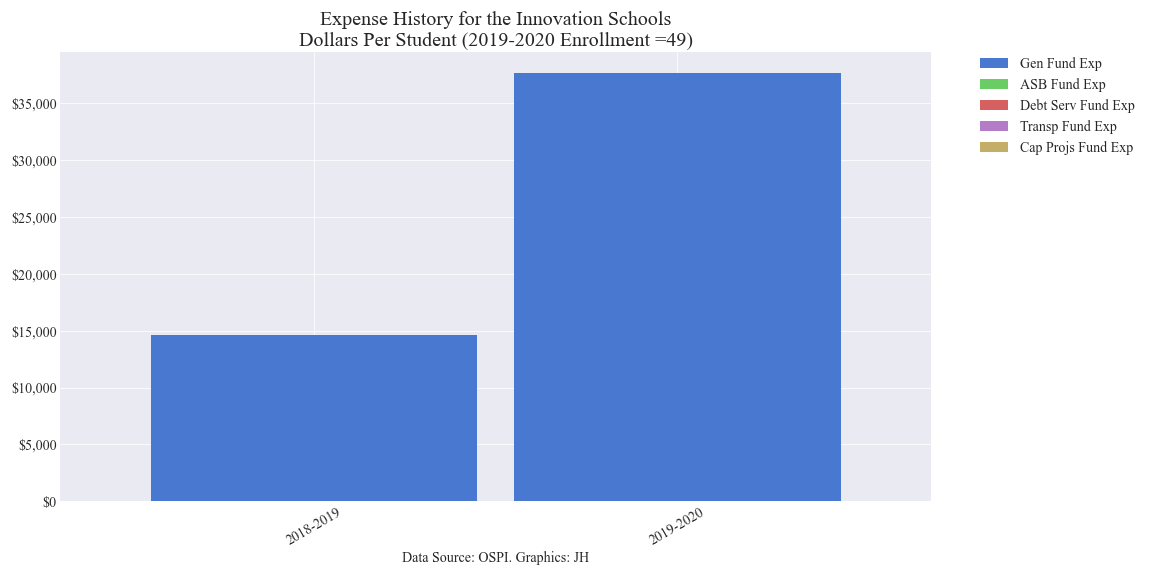 Expense History for the Innovation Schools
Dollars Per Student (2019-2020 Enrollment =49)
Gen Fund Exp
ASB Fund Exp
Debt Serv Fund Exp
Transp Fund Exp
Cap Projs Fund Exp
$35,000
$30,000
$25,000
$20,000
$15,000
$10,000
$5,000
$0
2018-2019
2019-2020
Data Source: OSPI. Graphics: JH